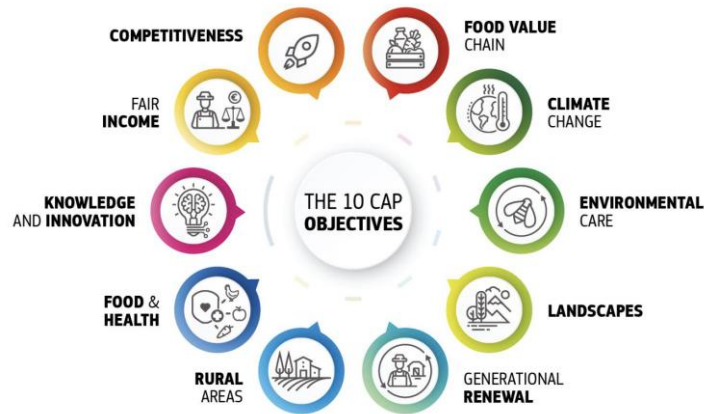 COMPETITIVENESS
FOOD VALUE
CHAIN
FAIR
INCOME
€
CLIMATE
CHANGE
KNOWLEDGE
AND INNOVATION
THE 10 CAP
OBJECTIVES
ENVIRONMENTAL
CARE
FOOD &
HEALTH
LANDSCAPES
RURAL
AREAS
GENERATIONAL
RENEWAL